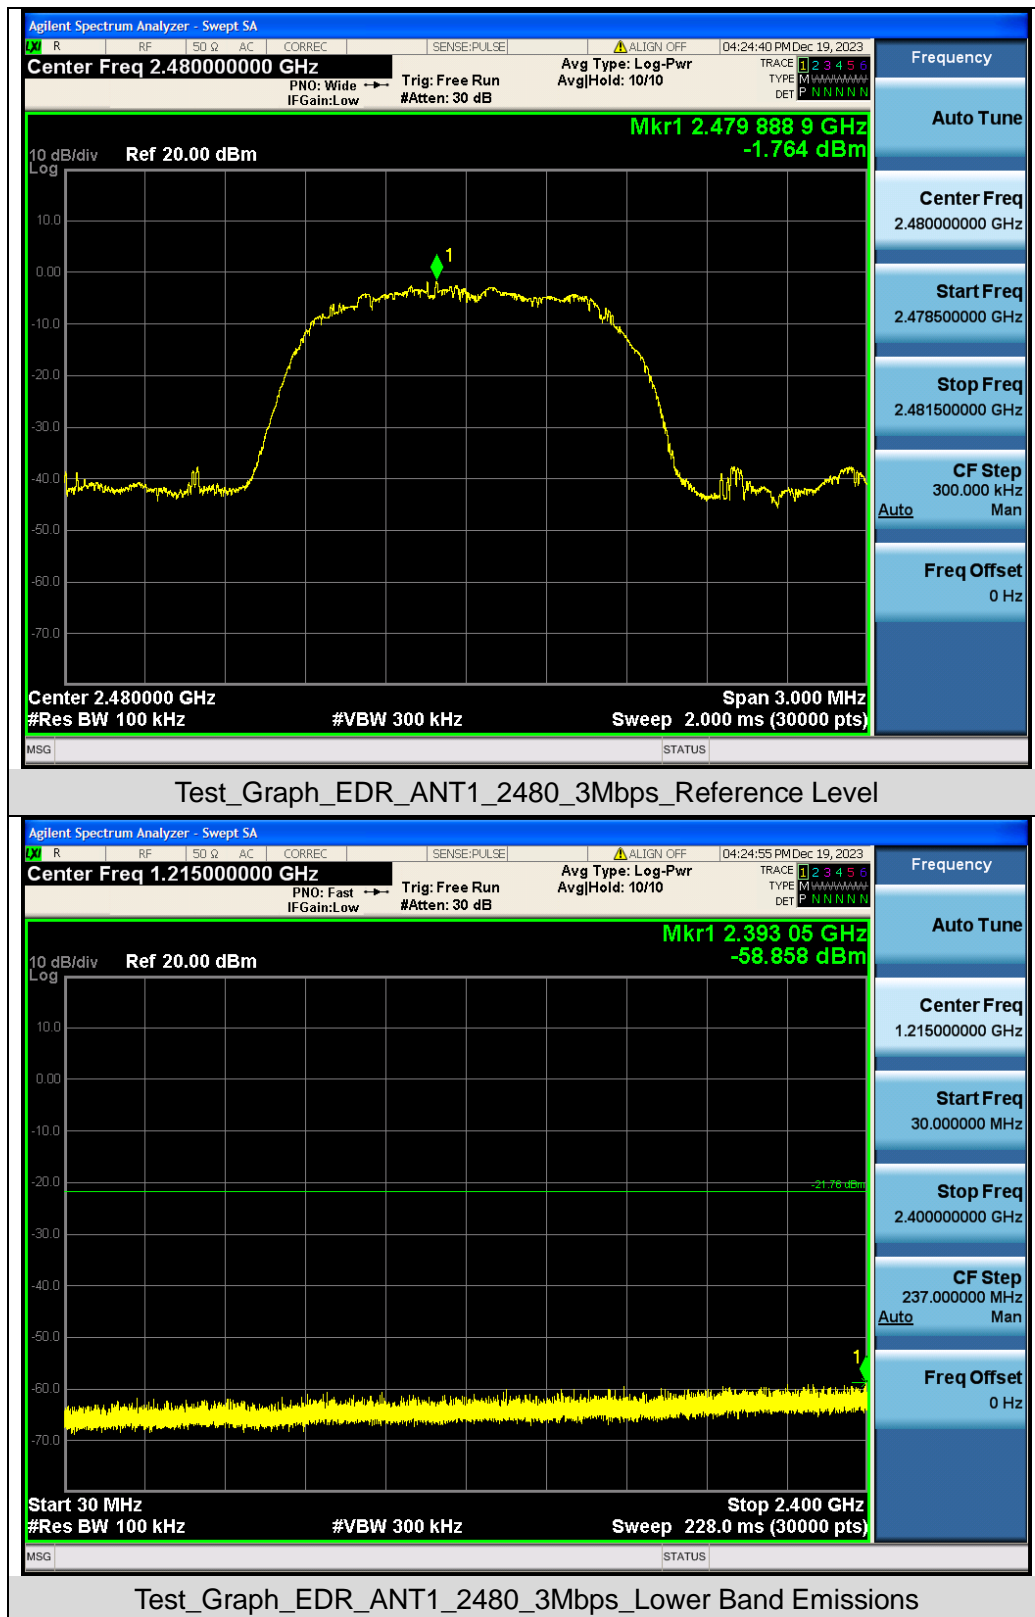 Agilent Spectrum Analyzer - Swept SA
LXI R RF 50 Ω AC CORREC SENSE:PULSE ALIGN OFF 04:24:40 PM Dec 19, 2023
Center Freq 2.480000000 GHz
PNO: Wide
IFGain:Low
Trig: Free Run
#Atten: 30 dB
Avg Type: Log-Pwr
Avg|Hold: 10/10
TRACE 1 2 3 4 5 6
TYPE M WWWWW
DET P N N N N N
Mkr1 2.479 888 9 GHz
-1.764 dBm
10 dB/div Ref 20.00 dBm
Log
10.0
0.00
-10.0
-20.0
-30.0
-40.0
-50.0
-60.0
-70.0
1
Center 2.480000 GHz Span 3.000 MHz
#Res BW 100 kHz #VBW 300 kHz Sweep 2.000 ms (30000 pts)
MSG STATUS
Frequency
Auto Tune
Center Freq
2.480000000 GHz
Start Freq
2.478500000 GHz
Stop Freq
2.481500000 GHz
CF Step
300.000 kHz
Auto Man
Freq Offset
0 Hz
Test_Graph_EDR_ANT1_2480_3Mbps_Reference Level
Agilent Spectrum Analyzer - Swept SA
LXI R RF 50 Ω AC CORREC SENSE:PULSE ALIGN OFF 04:24:55 PM Dec 19, 2023
Center Freq 1.215000000 GHz
PNO: Fast
IFGain:Low
Trig: Free Run
#Atten: 30 dB
Avg Type: Log-Pwr
Avg|Hold: 10/10
TRACE 1 2 3 4 5 6
TYPE M WWWWW
DET P N N N N N
Mkr1 2.393 05 GHz
-58.858 dBm
10 dB/div Ref 20.00 dBm
Log
10.0
0.00
-10.0
-20.0
-30.0
-40.0
-50.0
-60.0
-70.0
-21.76 dBm
1
Start 30 MHz Stop 2.400 GHz
#Res BW 100 kHz #VBW 300 kHz Sweep 228.0 ms (30000 pts)
MSG STATUS
Frequency
Auto Tune
Center Freq
1.215000000 GHz
Start Freq
30.000000 MHz
Stop Freq
2.400000000 GHz
CF Step
237.000000 MHz
Auto Man
Freq Offset
0 Hz
Test_Graph_EDR_ANT1_2480_3Mbps_Lower Band Emissions